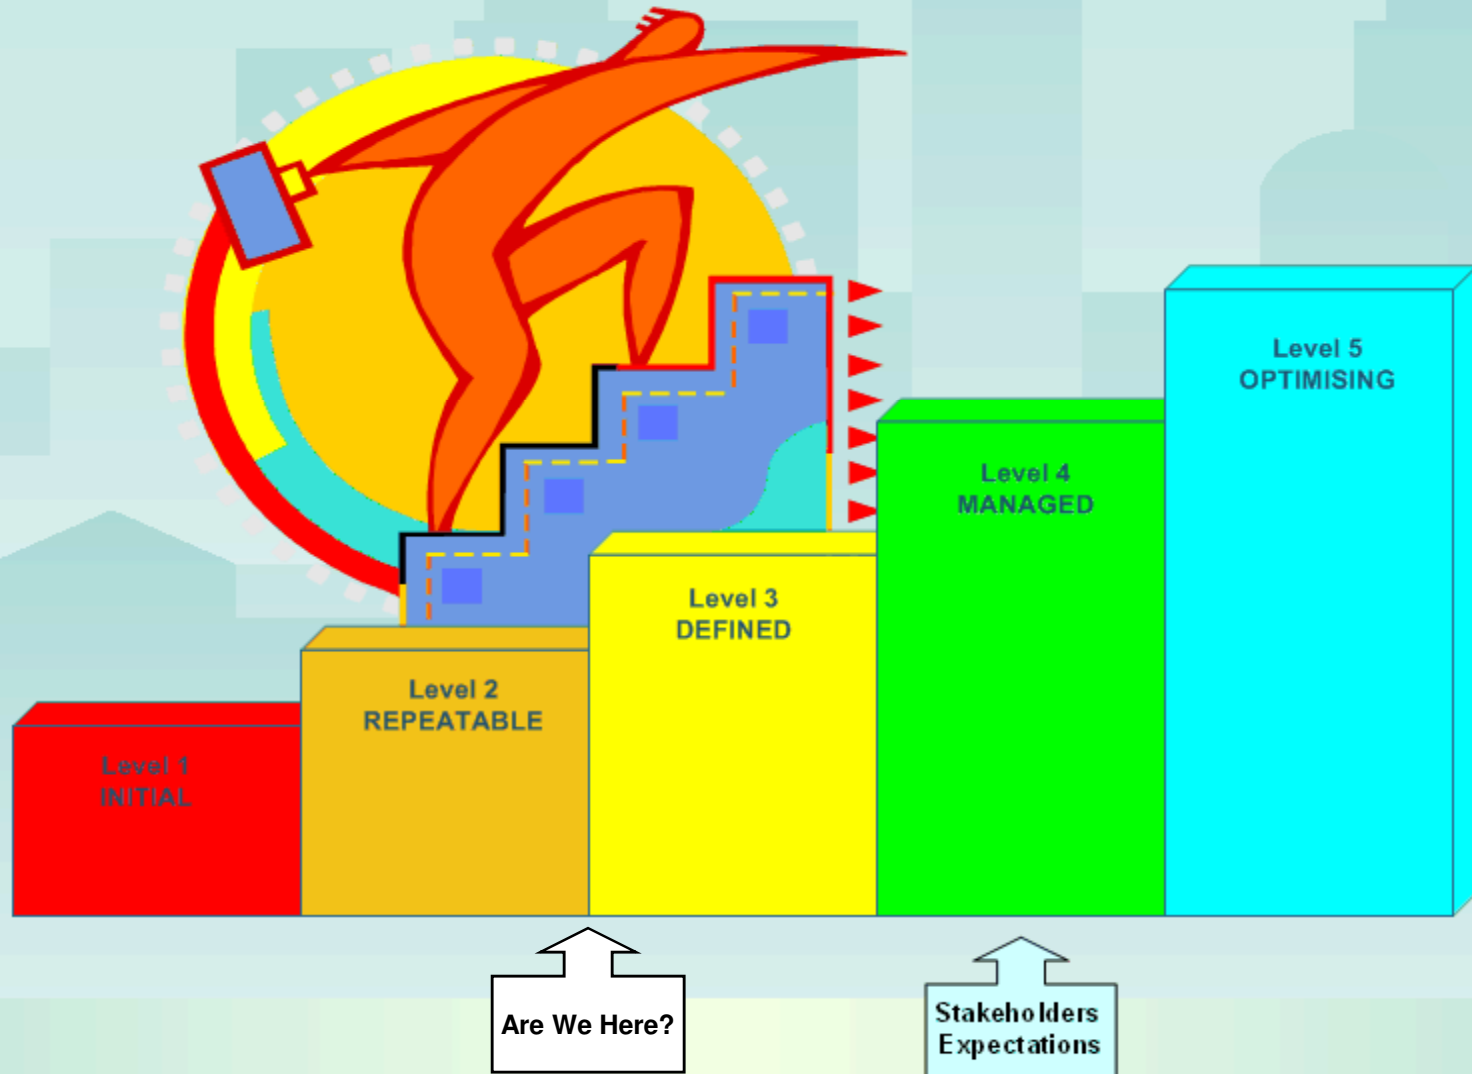 Level 1
INITIAL
Level 2
REPEATABLE
Level 3
DEFINED
Level 4
MANAGED
Level 5
OPTIMISING
Are We Here?
Stakeholders
Expectations